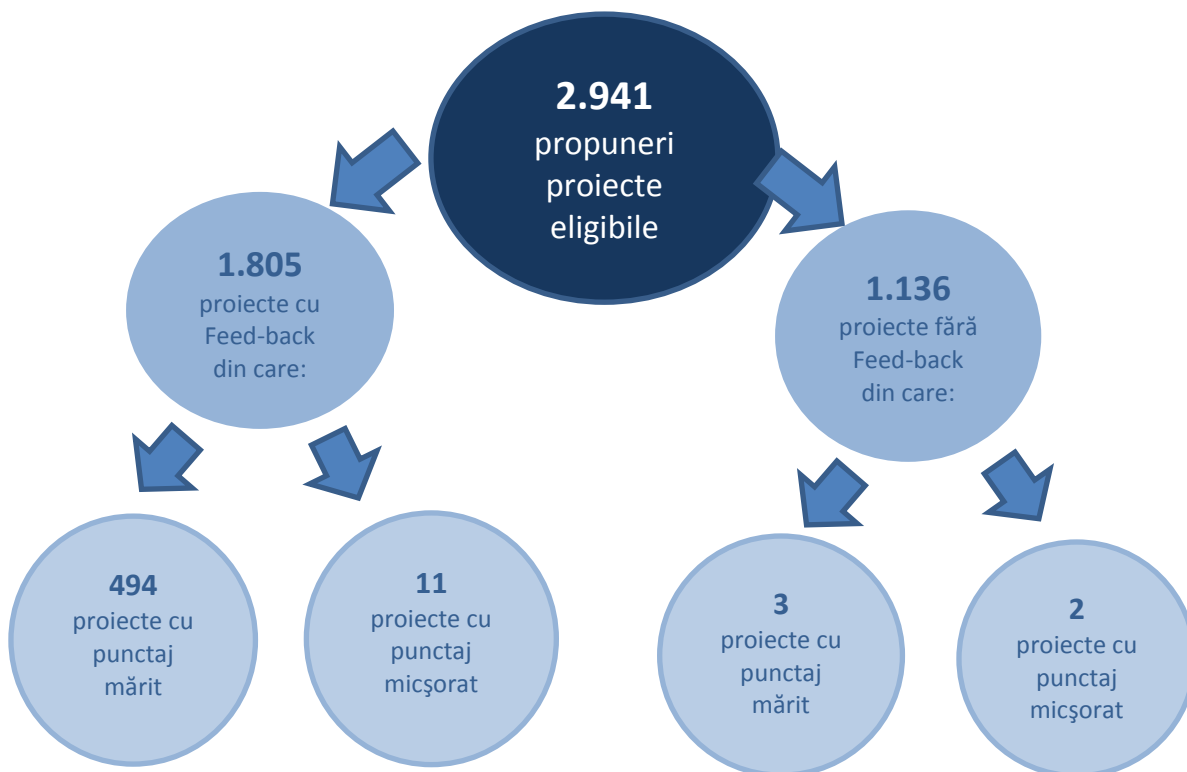 2.941
propuneri
proiecte
eligibile
1.805
proiecte cu
Feed-back
din care:
1.136
proiecte fără
Feed-back
din care:
494
proiecte cu
punctaj
mărit
11
proiecte cu
punctaj
micşorat
3
proiecte cu
punctaj
mărit
2
proiecte cu
punctaj
micşorat